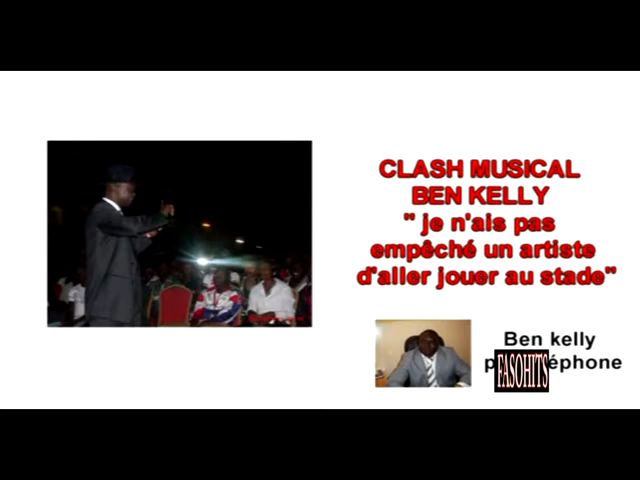 CLASH MUSICAL
BEN KELLY
" je n'ais pas
empêché un artiste
d'aller jouer au stade"
Ben kelly
FASOHITS